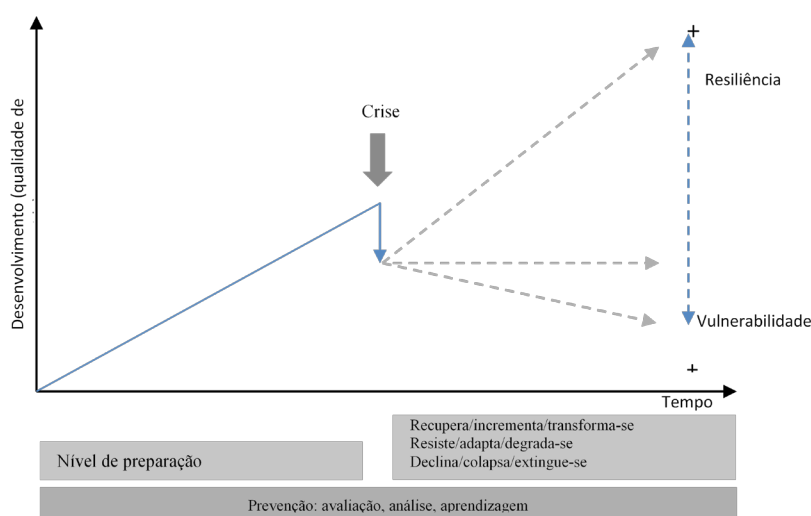 +
Resiliência
Crise
Desenvolvimento (qualidade de
Vulnerabilidade
+
Tempo
Recupera/incrementa/transforma-se
Resiste/adapta/degrada-se
Declina/colapsa/extingue-se
Nível de preparação
Prevenção: avaliação, análise, aprendizagem